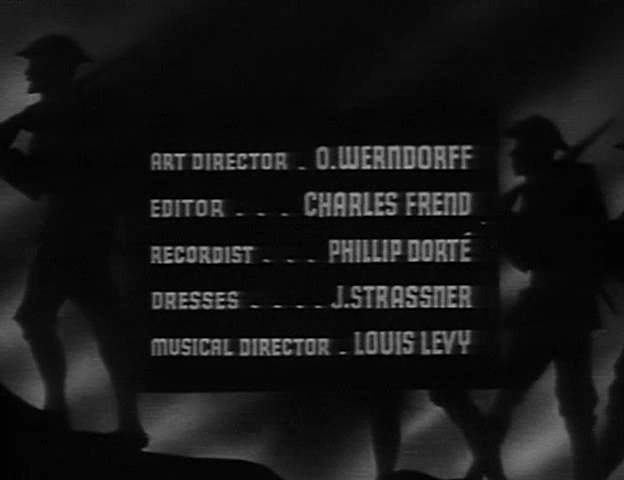 ART DIRECTOR . O.WERNDORFF
EDITOR . . . CHARLES FREND
RECORDIST . . . PHILLIP DORTÉ
DRESSES . . . . J.STRASSNER
MUSICAL DIRECTOR . LOUIS LEVY